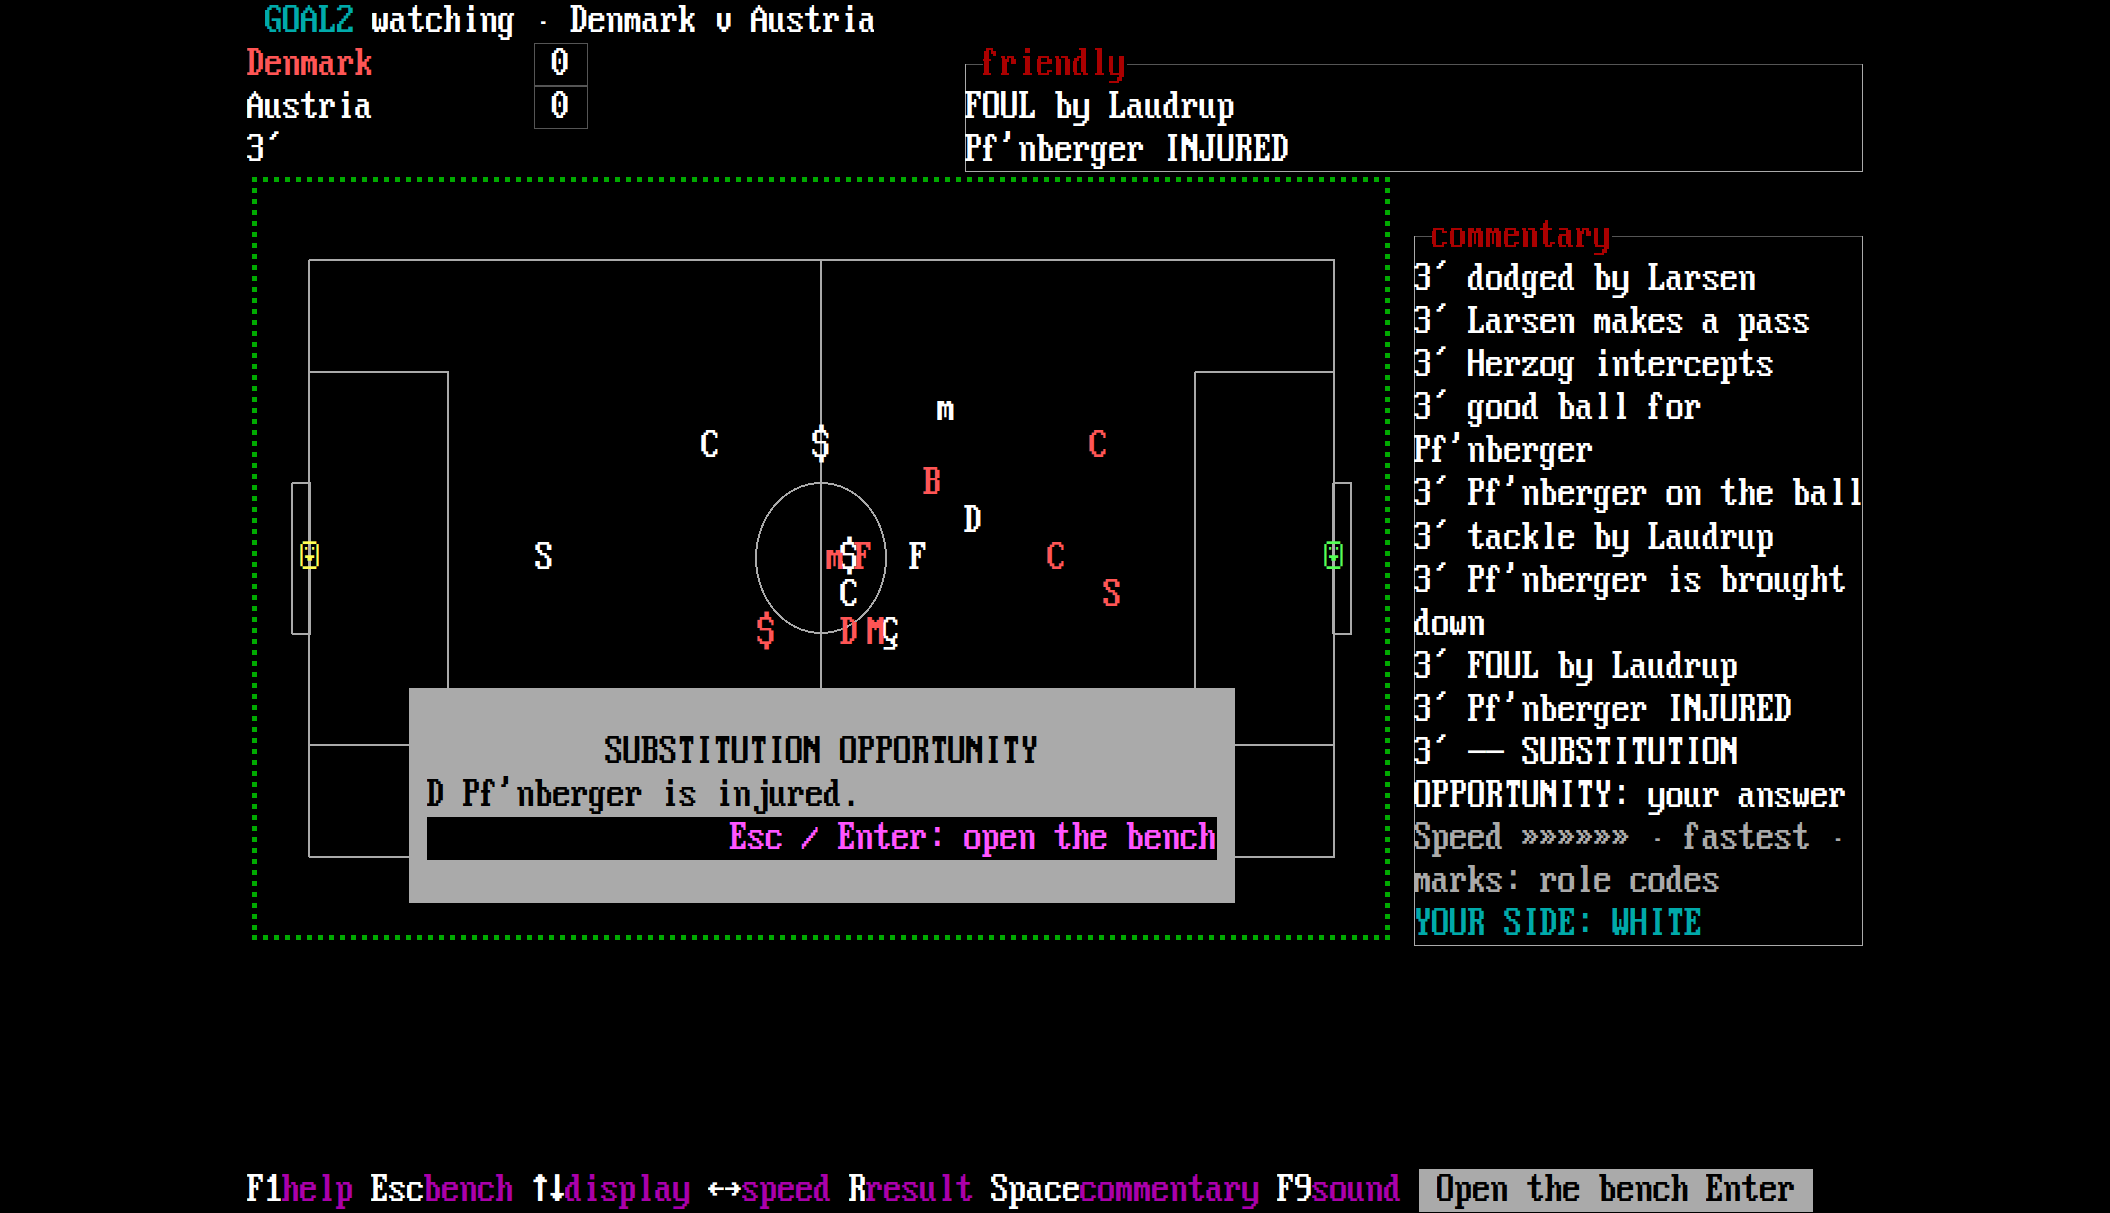 GOAL2 watching · Denmark v Austria
Denmark 0
Austria 0
3´
friendly
FOUL by Laudrup
Pf'nberger INJURED
m
C $ C
B
D
S m $ F F C
C S
$ D M Ç
SUBSTITUTION OPPORTUNITY
D Pf'nberger is injured.
Esc / Enter: open the bench
commentary
3´ dodged by Larsen
3´ Larsen makes a pass
3´ Herzog intercepts
3´ good ball for
Pf'nberger
3´ Pf'nberger on the ball
3´ tackle by Laudrup
3´ Pf'nberger is brought
down
3´ FOUL by Laudrup
3´ Pf'nberger INJURED
3´ —— SUBSTITUTION
OPPORTUNITY: your answer
Speed »»»»»» · fastest ·
marks: role codes
YOUR SIDE: WHITE
F1help Escbench ↑↓display ↔speed Rresult Spacecommentary F9sound Open the bench Enter